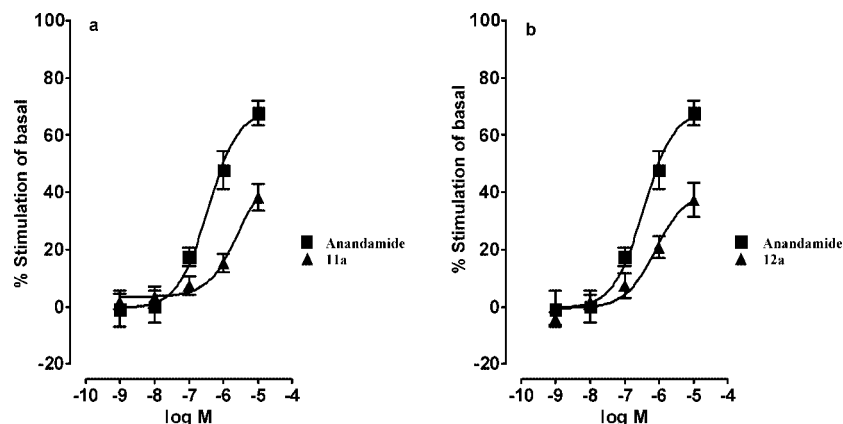 a
% Stimulation of basal
100
80
60
40
20
0
-20
-10 -9 -8 -7 -6 -5 -4
log M
Anandamide
11a
b
% Stimulation of basal
100
80
60
40
20
0
-20
-10 -9 -8 -7 -6 -5 -4
log M
Anandamide
12a